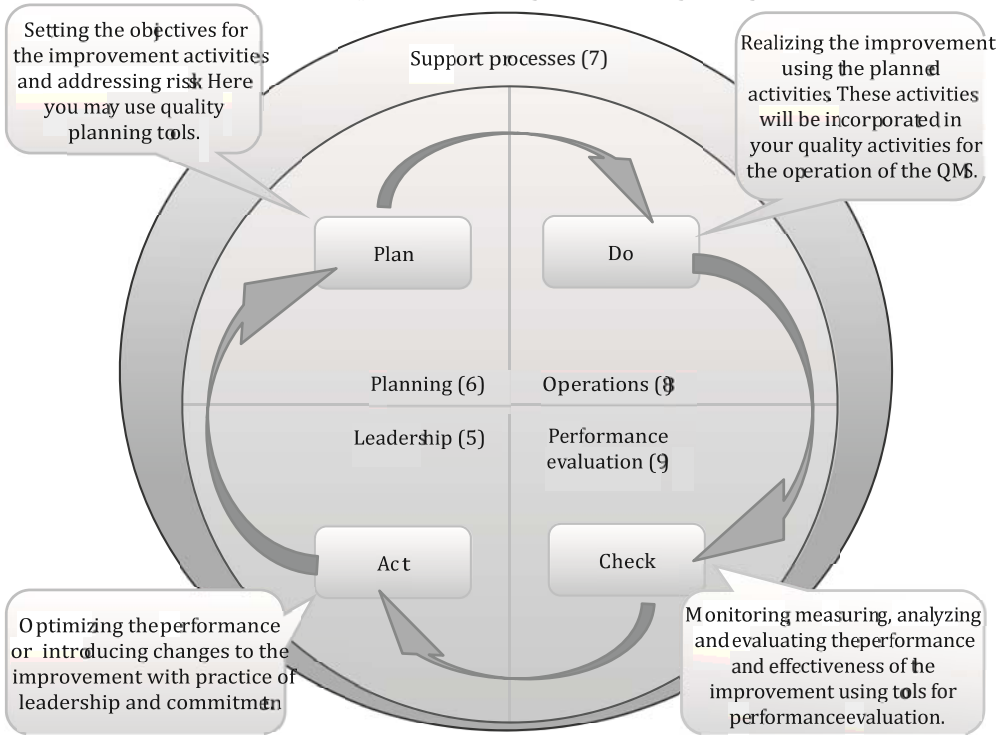 Setting the objectives for
the improvement activities
and addressing risk. Here
you may use quality
planning tools.
Support processes (7)
Realizing the improvement
using the planned
activities. These activities
will be incorporated in
your quality activities for
the operation of the QMS.
Plan
Do
Planning (6)
Operations (8)
Leadership (5)
Performance
evaluation (9)
Act
Check
Optimizing the performance
or introducing changes to the
improvement with practice of
leadership and commitment.
Monitoring, measuring, analyzing
and evaluating the performance
and effectiveness of the
improvement using tools for
performance evaluation.